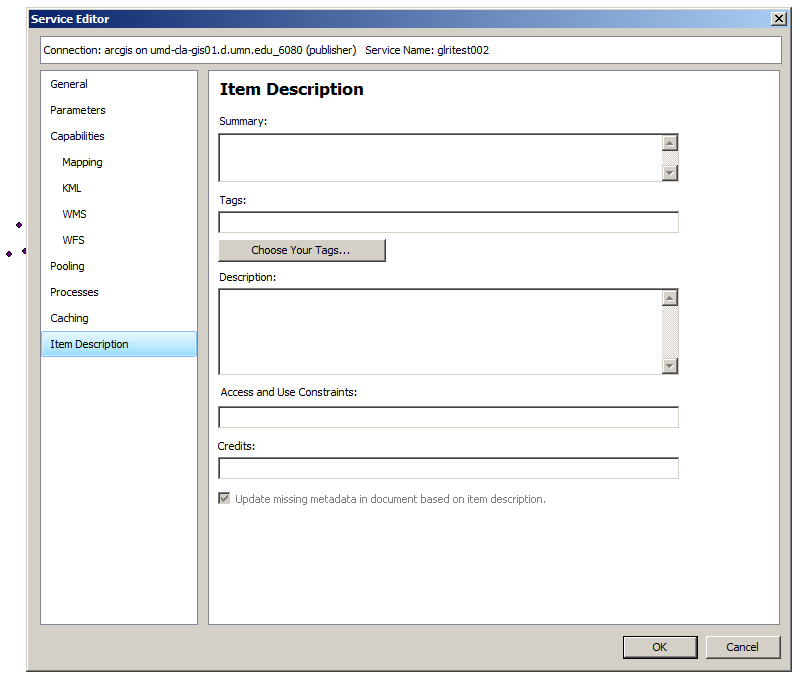 Service Editor
Connection: arcgis on umd-cla-gis01.d.umn.edu_6080 (publisher)   Service Name: glritest002
General
Parameters
Capabilities
Mapping
KML
WMS
WFS
Pooling
Processes
Caching
Item Description
Item Description
Summary:
Tags:
Choose Your Tags...
Description:
Access and Use Constraints:
Credits:
Update missing metadata in document based on item description.
OK
Cancel